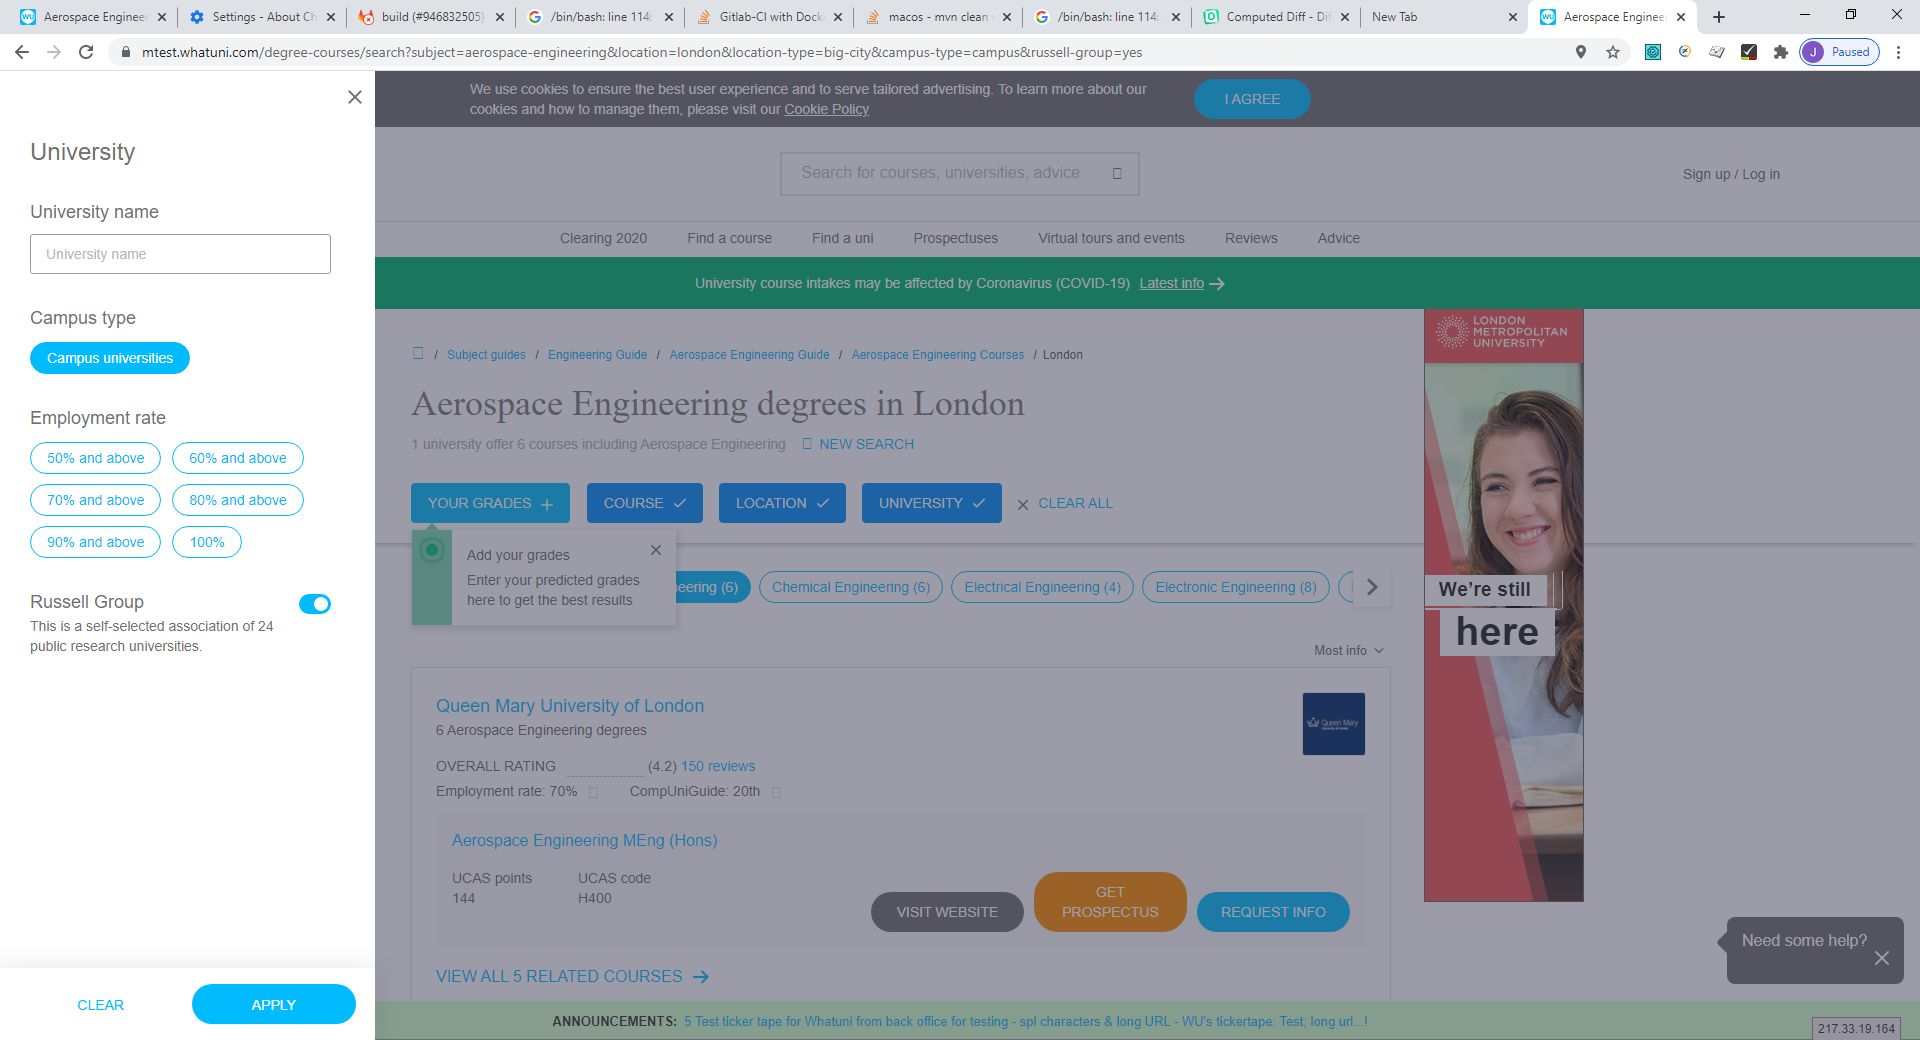 Aerospace Engineer
Settings - About Ch
build (#946832505)
/bin/bash: line 114:
Gitlab-CI with Dock
macos - mvn clean
/bin/bash: line 114:
Computed Diff - Dif
New Tab
Aerospace Engineer
mtest.whatuni.com/degree-courses/search?subject=aerospace-engineering&location=london&location-type=big-city&campus-type=campus&russell-group=yes
J Paused
University
University name
University name
Campus type
Campus universities
Employment rate
50% and above
60% and above
70% and above
80% and above
90% and above
100%
Russell Group
This is a self-selected association of 24
public research universities.
CLEAR
APPLY
We use cookies to ensure the best user experience and to serve tailored advertising. To learn more about our
cookies and how to manage them, please visit our Cookie Policy
I AGREE
Search for courses, universities, advice
Sign up / Log in
Clearing 2020
Find a course
Find a uni
Prospectuses
Virtual tours and events
Reviews
Advice
University course intakes may be affected by Coronavirus (COVID-19) Latest info
/ Subject guides / Engineering Guide / Aerospace Engineering Guide / Aerospace Engineering Courses / London
Aerospace Engineering degrees in London
1 university offer 6 courses including Aerospace Engineering
NEW SEARCH
YOUR GRADES
COURSE
LOCATION
UNIVERSITY
CLEAR ALL
Add your grades
Enter your predicted grades
here to get the best results
neering (6)
Chemical Engineering (6)
Electrical Engineering (4)
Electronic Engineering (8)
Most info
Queen Mary University of London
6 Aerospace Engineering degrees
OVERALL RATING (4.2) 150 reviews
Employment rate: 70%
CompUniGuide: 20th
Queen Mary
Aerospace Engineering MEng (Hons)
UCAS points
144
UCAS code
H400
VISIT WEBSITE
GET
PROSPECTUS
REQUEST INFO
VIEW ALL 5 RELATED COURSES
LONDON
METROPOLITAN
UNIVERSITY
We're still
here
Need some help?
ANNOUNCEMENTS: 5 Test ticker tape for Whatuni from back office for testing - spl characters & long URL - WU's tickertape: Test; long url...!
217.33.19.164